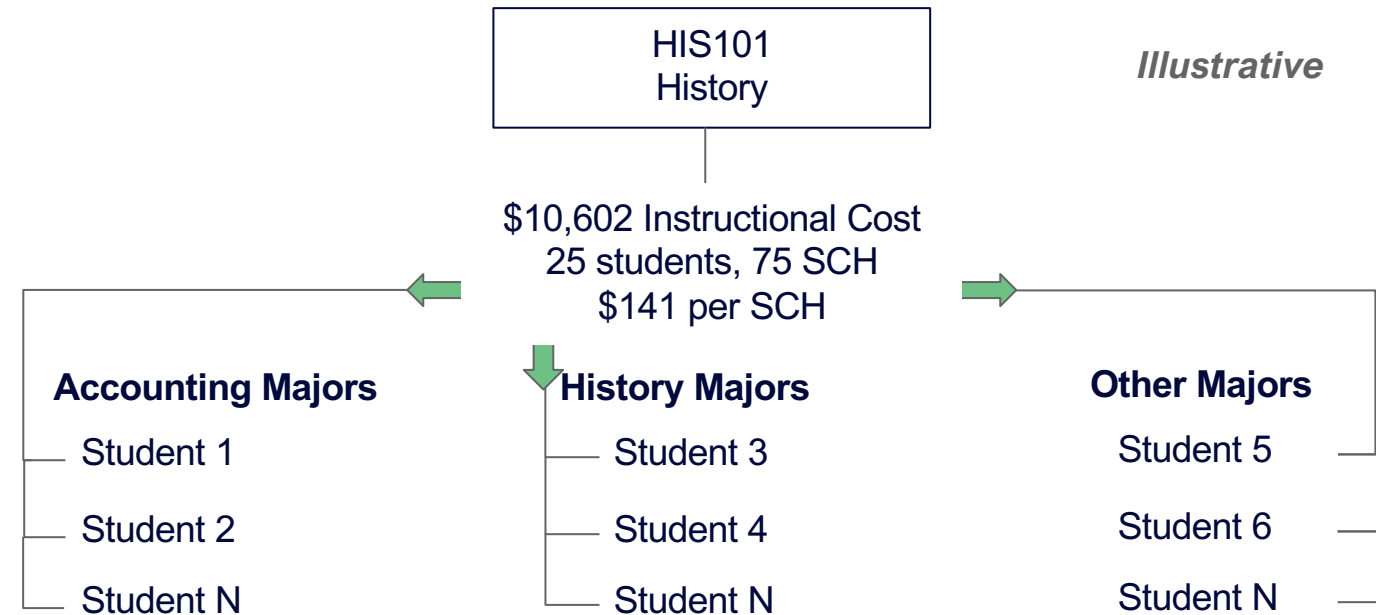 HIS101
History
Illustrative
$10,602 Instructional Cost
25 students, 75 SCH
$141 per SCH
Accounting Majors
Student 1
Student 2
Student N
History Majors
Student 3
Student 4
Student N
Other Majors
Student 5
Student 6
Student N